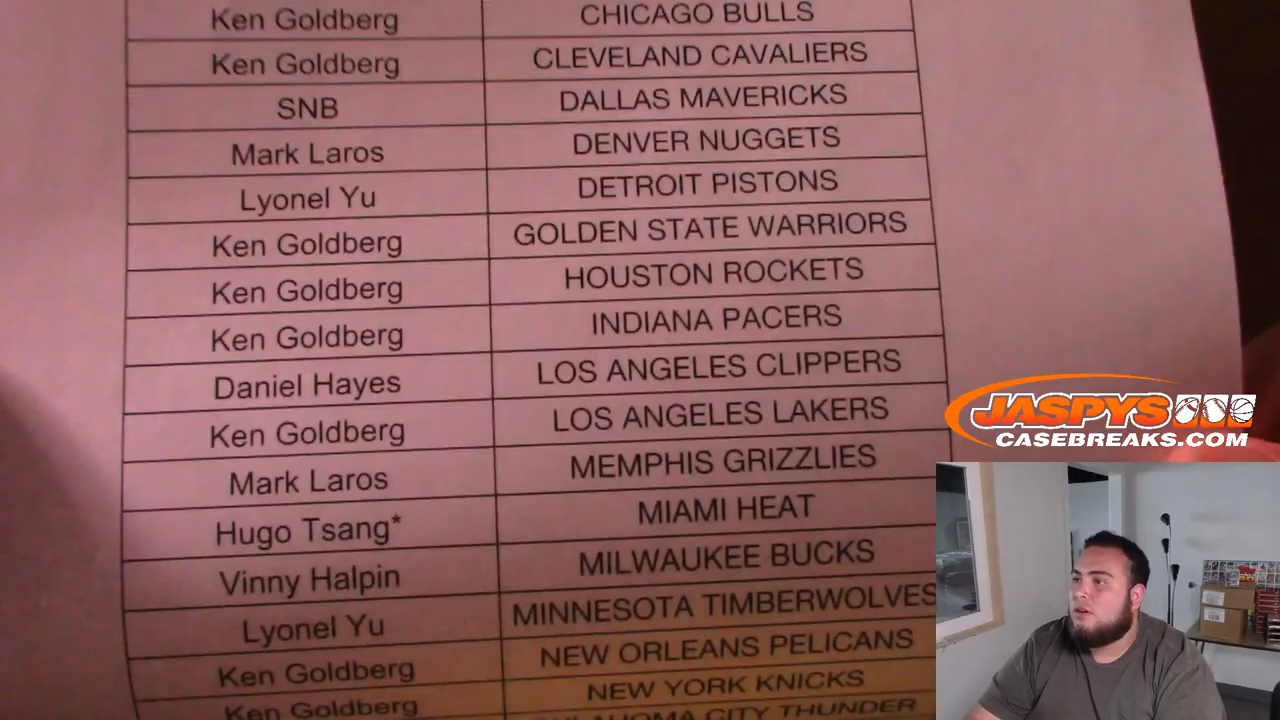 Ken Goldberg CHICAGO BULLS
Ken Goldberg CLEVELAND CAVALIERS
SNB DALLAS MAVERICKS
Mark Laros DENVER NUGGETS
Lyonel Yu DETROIT PISTONS
Ken Goldberg GOLDEN STATE WARRIORS
Ken Goldberg HOUSTON ROCKETS
Ken Goldberg INDIANA PACERS
Daniel Hayes LOS ANGELES CLIPPERS
Ken Goldberg LOS ANGELES LAKERS
Mark Laros MEMPHIS GRIZZLIES
Hugo Tsang* MIAMI HEAT
Vinny Halpin MILWAUKEE BUCKS
Lyonel Yu MINNESOTA TIMBERWOLVES
Ken Goldberg NEW ORLEANS PELICANS
Ken Goldberg NEW YORK KNICKS
OKLAHOMA CITY THUNDER
JASPYS
CASEBREAKS.COM